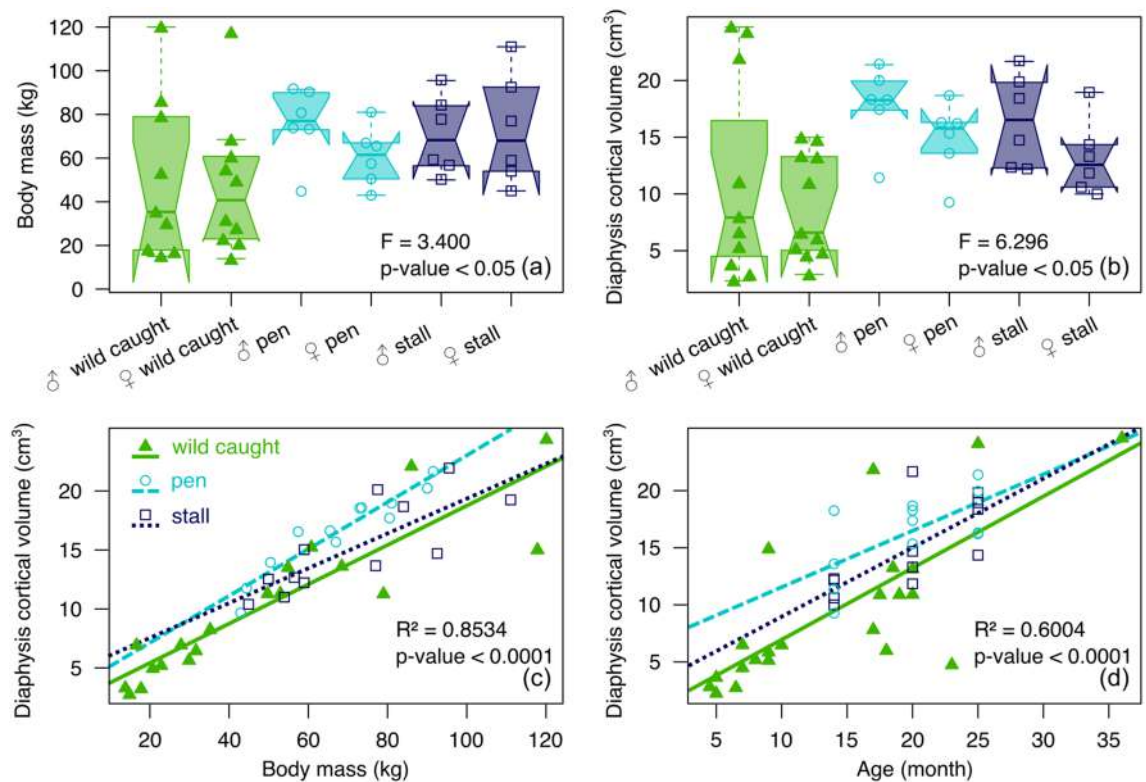 Body mass (kg)
120
100
80
60
40
20
0
F = 3.400
p-value < 0.05 (a)
♂ wild caught
♀ wild caught
♂ pen
♀ pen
♂ stall
♀ stall
Diaphysis cortical volume (cm³)
20
15
10
5
F = 6.296
p-value < 0.05 (b)
♂ wild caught
♀ wild caught
♂ pen
♀ pen
♂ stall
♀ stall
Diaphysis cortical volume (cm³)
20
15
10
5
wild caught
pen
stall
R² = 0.8534
p-value < 0.0001
(c)
20 40 60 80 100 120
Body mass (kg)
Diaphysis cortical volume (cm³)
20
15
10
5
R² = 0.6004
p-value < 0.0001
(d)
5 10 15 20 25 30 35
Age (month)